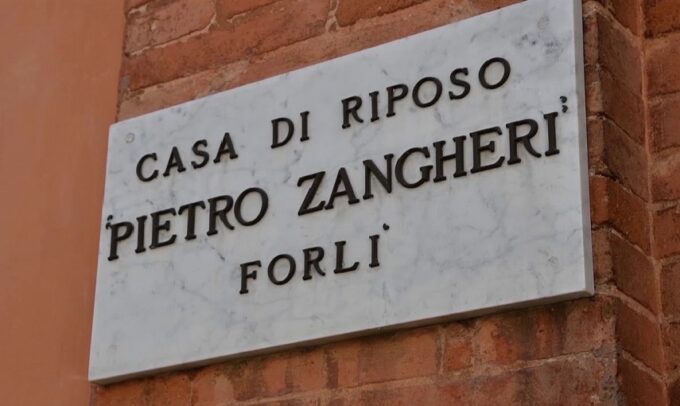 CASA DI RIPOSO
"PIETRO ZANGHERI"
FORLI'